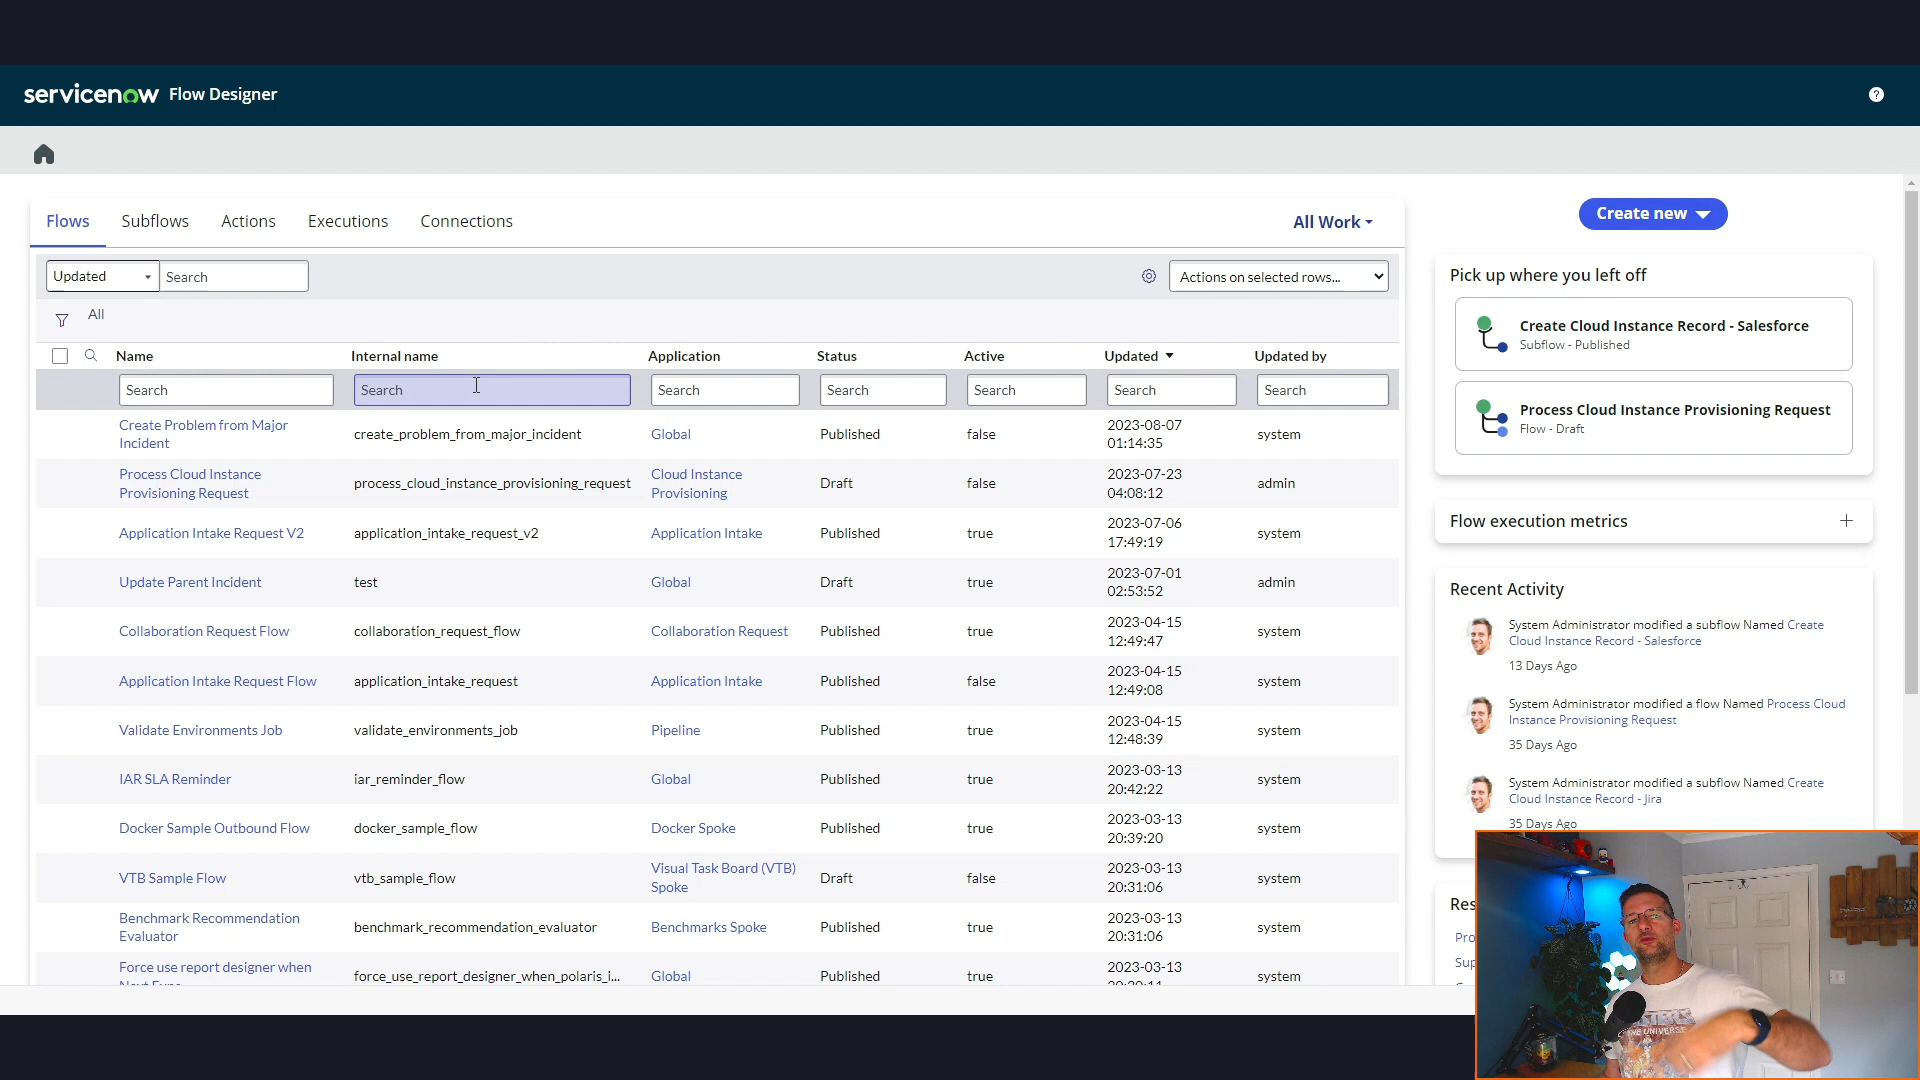 servicenow Flow Designer
?
Flows Subflows Actions Executions Connections All Work
Updated Search Actions on selected rows...
All
Name Internal name Application Status Active Updated Updated by
Search Search Search Search Search Search Search
Create Problem from Major
Incident
create_problem_from_major_incident Global Published false
2023-08-07
01:14:35
system
Process Cloud Instance
Provisioning Request
process_cloud_instance_provisioning_request
Cloud Instance
Provisioning
Draft false
2023-07-23
04:08:12
admin
Application Intake Request V2 application_intake_request_v2 Application Intake Published true
2023-07-06
17:49:19
system
Update Parent Incident test Global Draft true
2023-07-01
02:53:52
admin
Collaboration Request Flow collaboration_request_flow Collaboration Request Published true
2023-04-15
12:49:47
system
Application Intake Request Flow application_intake_request Application Intake Published false
2023-04-15
12:49:08
system
Validate Environments Job validate_environments_job Pipeline Published true
2023-04-15
12:48:39
system
IAR SLA Reminder iar_reminder_flow Global Published true
2023-03-13
20:42:22
system
Docker Sample Outbound Flow docker_sample_flow Docker Spoke Published true
2023-03-13
20:39:20
system
VTB Sample Flow vtb_sample_flow
Visual Task Board (VTB)
Spoke
Draft false
2023-03-13
20:31:06
system
Benchmark Recommendation
Evaluator
benchmark_recommendation_evaluator Benchmarks Spoke Published true
2023-03-13
20:31:06
system
Force use report designer when
force_use_report_designer_when_polaris_i... Global Published true
2023-03-13
system
Create new
Pick up where you left off
Create Cloud Instance Record - Salesforce
Subflow - Published
Process Cloud Instance Provisioning Request
Flow - Draft
Flow execution metrics
Recent Activity
System Administrator modified a subflow Named Create
Cloud Instance Record - Salesforce
13 Days Ago
System Administrator modified a flow Named Process Cloud
Instance Provisioning Request
35 Days Ago
System Administrator modified a subflow Named Create
Cloud Instance Record - Jira
35 Days Ago
Res
Pro
Sup
THE UNIVERSE